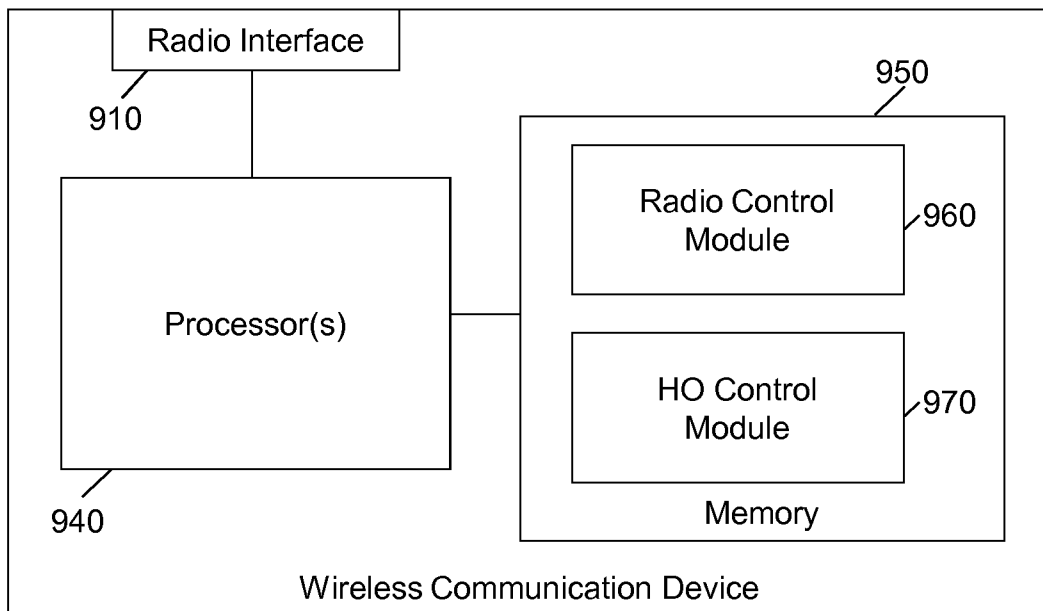 Radio Interface
910
950
Radio Control
Module
960
Processor(s)
HO Control
Module
970
940
Memory
Wireless Communication Device